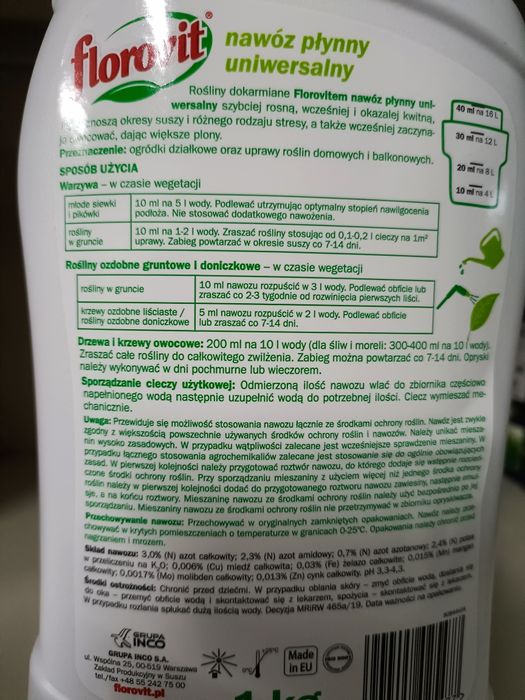 florovit
nawóz płynny
uniwersalny
Rośliny dokarmiane Florovitem nawóz płynny uni-
wersalny szybciej rosną, wcześniej i okazalej kwitną,
znoszą okresy suszy i różnego rodzaju stresy, a także wcześniej zaczyna-
ją owocować, dając większe plony.
Przeznaczenie: ogródki działkowe oraz uprawy roślin domowych i balkonowych.
40 ml na 16 L
30 ml na 12 L
20 ml na 8 L
10 ml na 4 L
SPOSÓB UŻYCIA
Warzywa – w czasie wegetacji
młode siewki
i pikówki
10 ml na 5 l wody. Podlewać utrzymując optymalny stopień nawilgocenia
podłoża. Nie stosować dodatkowego nawożenia.
rośliny
w gruncie
10 ml na 1-2 l wody. Zraszać rośliny stosując od 0,1-0,2 l cieczy na 1m²
uprawy. Zabieg powtarzać w okresie suszy co 7-14 dni.
Rośliny ozdobne gruntowe i doniczkowe – w czasie wegetacji
rośliny w gruncie
10 ml nawozu rozpuścić w 3 l wody. Podlewać obficie lub
zraszać co 2-3 tygodnie od rozwinięcia pierwszych liści.
krzewy ozdobne liściaste /
rośliny ozdobne doniczkowe
5 ml nawozu rozpuścić w 2 l wody. Podlewać obficie
lub zraszać co 7-14 dni.
Drzewa i krzewy owocowe: 200 ml na 10 l wody (dla śliw i moreli: 300-400 ml na 10 l wody).
Zraszać całe rośliny do całkowitego zwilżenia. Zabieg można powtarzać co 7-14 dni. Opryski
należy wykonywać w dni pochmurne lub wieczorem.
Sporządzanie cieczy użytkowej: Odmierzoną ilość nawozu wlać do zbiornika częściowo
napełnionego wodą następnie uzupełnić wodą do potrzebnej ilości. Ciecz wymieszać me-
chanicznie.
Uwaga: Przewiduje się możliwość stosowania nawozu łącznie ze środkami ochrony roślin. Nawóz jest zwykle
zgodny z większością powszechnie używanych środków ochrony roślin i nawozów. Należy unikać miesza-
nin wysoko zasadowych. W przypadku wątpliwości zalecane jest wcześniejsze sprawdzenie mieszaniny. W
przypadku łącznego stosowania agrochemikaliów zalecane jest stosowanie się do ogólnie obowiązujących
zasad. W pierwszej kolejności należy przygotować roztwór nawozu, do którego dodaje się wstępnie rozpusz-
czone środki ochrony roślin. Przy sporządzaniu mieszaniny z użyciem więcej niż jednego środka ochrony
roślin należy w pierwszej kolejności dodać do przygotowanego roztworu nawozu zawiesiny, następnie emul-
sje, a na końcu roztwory. Mieszaniny nawozu ze środkami ochrony roślin należy użyć bezpośrednio po jej
sporządzaniu. Mieszaniny nawozu ze środkami ochrony roślin nie przetrzymywać w zbiorniku opryskiwacza.
Przechowywanie nawozu: Przechowywać w oryginalnych zamkniętych opakowaniach. Nawóz należy prze-
chowywać w krytych pomieszczeniach o temperaturze w granicach 0-25°C. Opakowania należy chronić przed
nagrzaniem i mrozem.
Skład nawozu: 3,0% (N) azot całkowity; 2,3% (N) azot amidowy; 0,7% (N) azot azotanowy; 2,4% (K) potas
w przeliczeniu na K₂O; 0,006% (Cu) miedź całkowita; 0,03% (Fe) żelazo całkowite; 0,015% (Mn) mangan
całkowity; 0,0017% (Mo) molibden całkowity; 0,013% (Zn) cynk całkowity. pH 3,3-4,3.
Środki ostrożności: Chronić przed dziećmi. W przypadku oblania skóry – zmyć obficie wodą, dostania się
do oka – przemyć obficie wodą i skontaktować się z lekarzem, spożycia – skontaktować się z lekarzem.
W przypadku rozlania spłukać dużą ilością wody. Decyzja MRiRW 465a/19. Data ważności na opakowaniu.
GRUPA
INCO
GRUPA INCO S.A.
ul. Wspólna 25, 00-519 Warszawa
Zakład Produkcyjny w Suszu
tel./fax +48 55 242 75 00
florovit.pl
0°C
+25°C
Made
in EU
1 kg